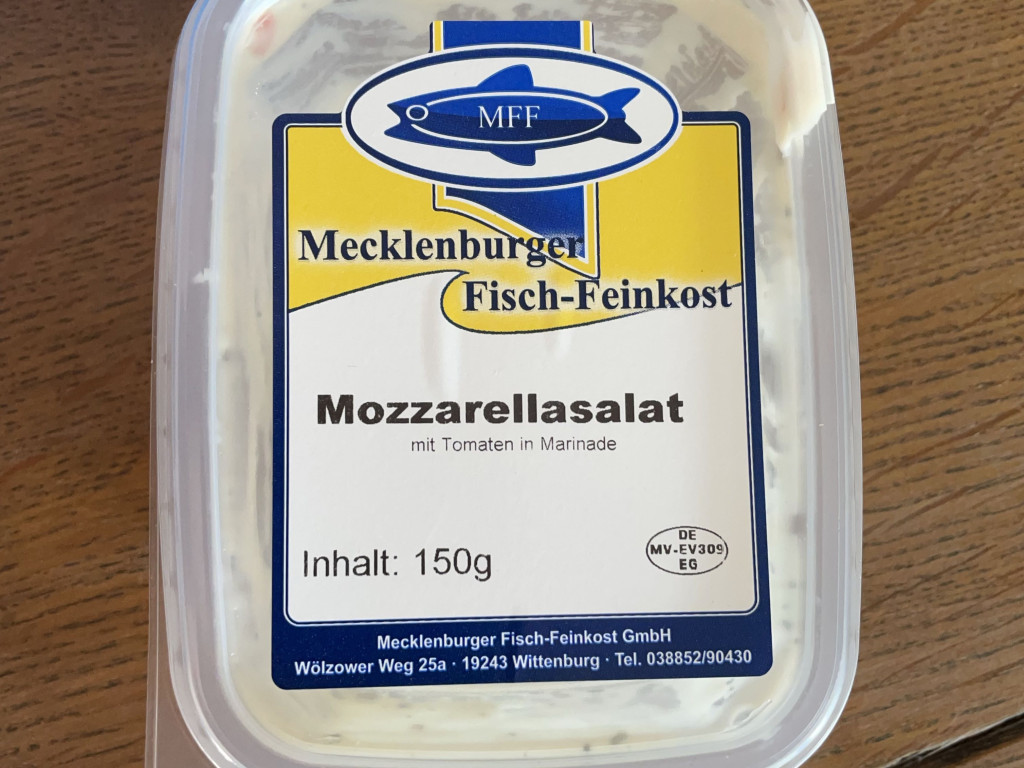 MFF
Mecklenburger
Fisch-Feinkost
Mozzarellasalat
mit Tomaten in Marinade
Inhalt: 150g
DE
MV-EV309
EG
Mecklenburger Fisch-Feinkost GmbH
Wölzower Weg 25a · 19243 Wittenburg · Tel. 038852/90430